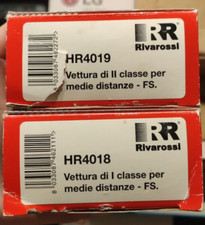 HR4019
RR
Rivarossi
Vettura di II classe per
medie distanze - FS.
HR4018
RR
Rivarossi
Vettura di I classe per
medie distanze - FS.